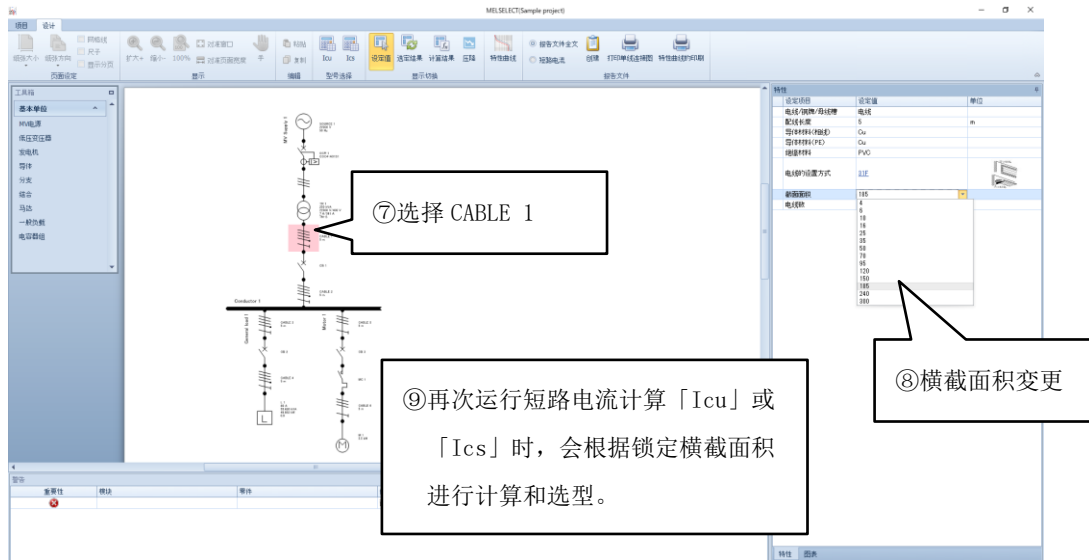 MELSELECT(Sample project)
项目 设计
纸张大小 纸张方向 网格线 尺子 显示分页
扩大+ 缩小- 100% 过滤窗口 过滤页面宽度 手
粘贴 复制 Icu Ics 设定值 选定结果 计算结果 压降 特性曲线
报告文件全文 短路电流 创建 打印单线连接图 特性曲线的印刷
页面设定 显示 编辑 型号选择 显示切换 报告文件
工具箱
基本单位
MV电源
低压变压器
发电机
导体
分支
结合
马达
一般负载
电容器组
MV Supply 1
CABLE 2
Conductor 1
General load 1
Motor 1
L
M
⑦选择 CABLE 1
⑨再次运行短路电流计算「Icu」或
「Ics」时，会根据锁定横截面积
进行计算和选型。
特性
设定项目 设定值 单位
电线/铜牌/母线槽 电线
配线长度 5 m
导体材料(相线) Cu
导体材料(PE) Cu
绝缘材料 PVC
电线的设置方式 31F
断面面积 185
电线数
4
6
10
16
25
35
50
70
95
120
150
185
240
300
⑧横截面积变更
警告
重要性 模块 零件
特性 图表